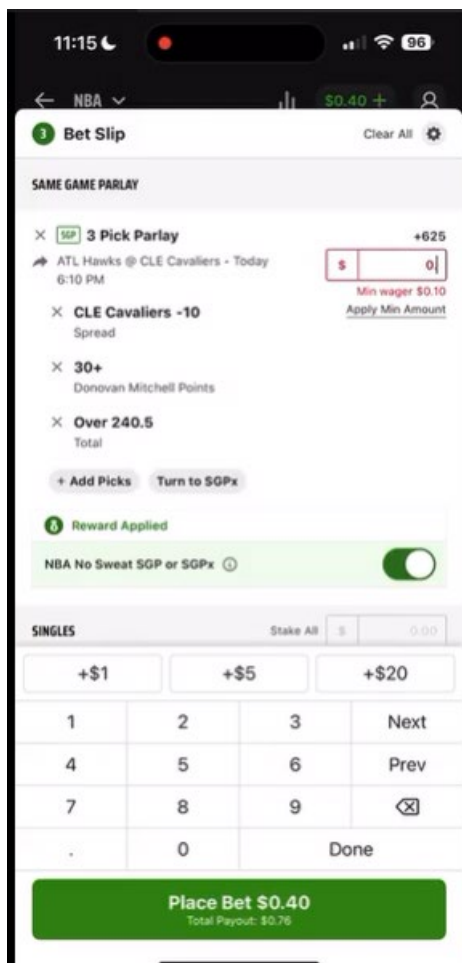 11:15
96
NBA
$0.40 +
3 Bet Slip
Clear All
SAME GAME PARLAY
SGP 3 Pick Parlay
+625
ATL Hawks @ CLE Cavaliers - Today
6:10 PM
$ 0
Min wager $0.10
Apply Min Amount
CLE Cavaliers -10
Spread
30+
Donovan Mitchell Points
Over 240.5
Total
+ Add Picks
Turn to SGPx
Reward Applied
NBA No Sweat SGP or SGPx
SINGLES
Stake All $ 0.00
+$1 +$5 +$20
1 2 3 Next
4 5 6 Prev
7 8 9
. 0 Done
Place Bet $0.40
Total Payout: $0.76